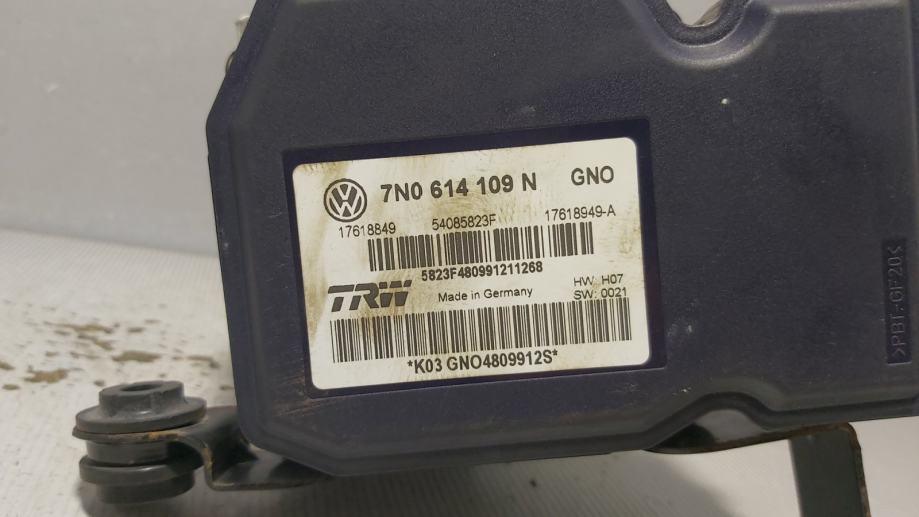 7N0 614 109 N GNO
17618849 54085823F 17618949-A
5823F480991211268
TRW Made in Germany HW: H07
SW: 0021
*K03 GNO4809912S*
>PBT-GF20<